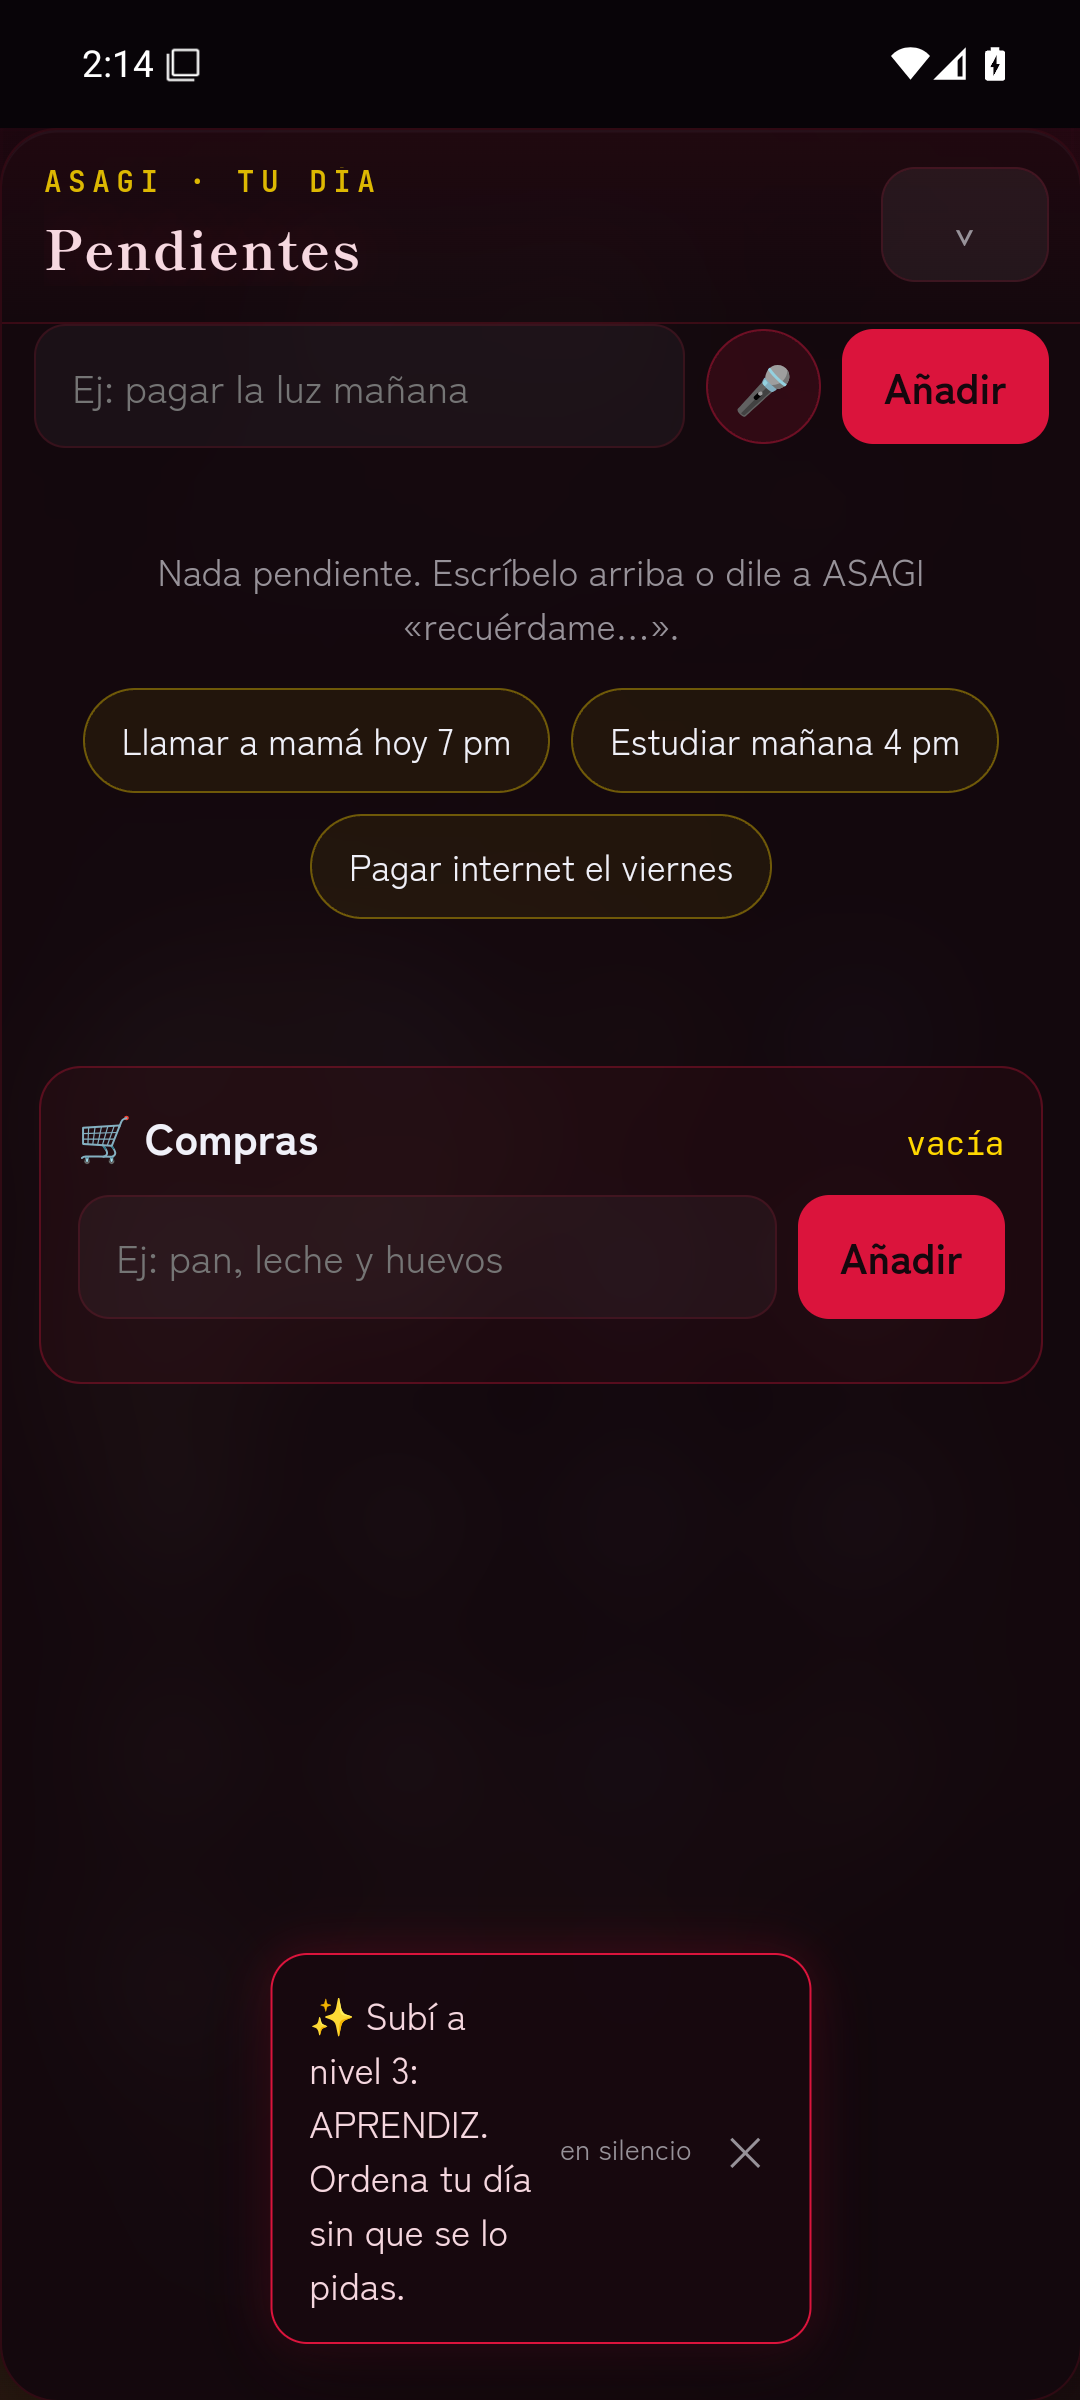 2:14
ASAGI · TU DÍA
Pendientes
Ej: pagar la luz mañana
Añadir
Nada pendiente. Escríbelo arriba o dile a ASAGI
«recuérdame...».
Llamar a mamá hoy 7 pm
Estudiar mañana 4 pm
Pagar internet el viernes
Compras
vacía
Ej: pan, leche y huevos
Añadir
✨ Subí a
nivel 3:
APRENDIZ.
Ordena tu día
sin que se lo
pidas.
en silencio